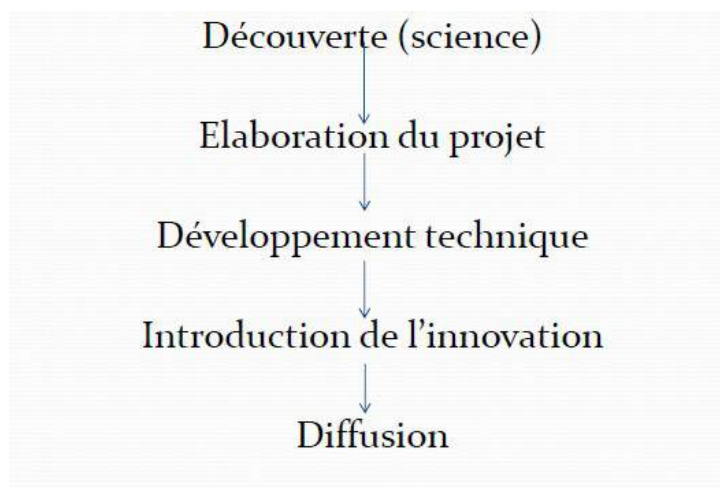 Découverte (science)
Elaboration du projet
Développement technique
Introduction de l’innovation
Diffusion